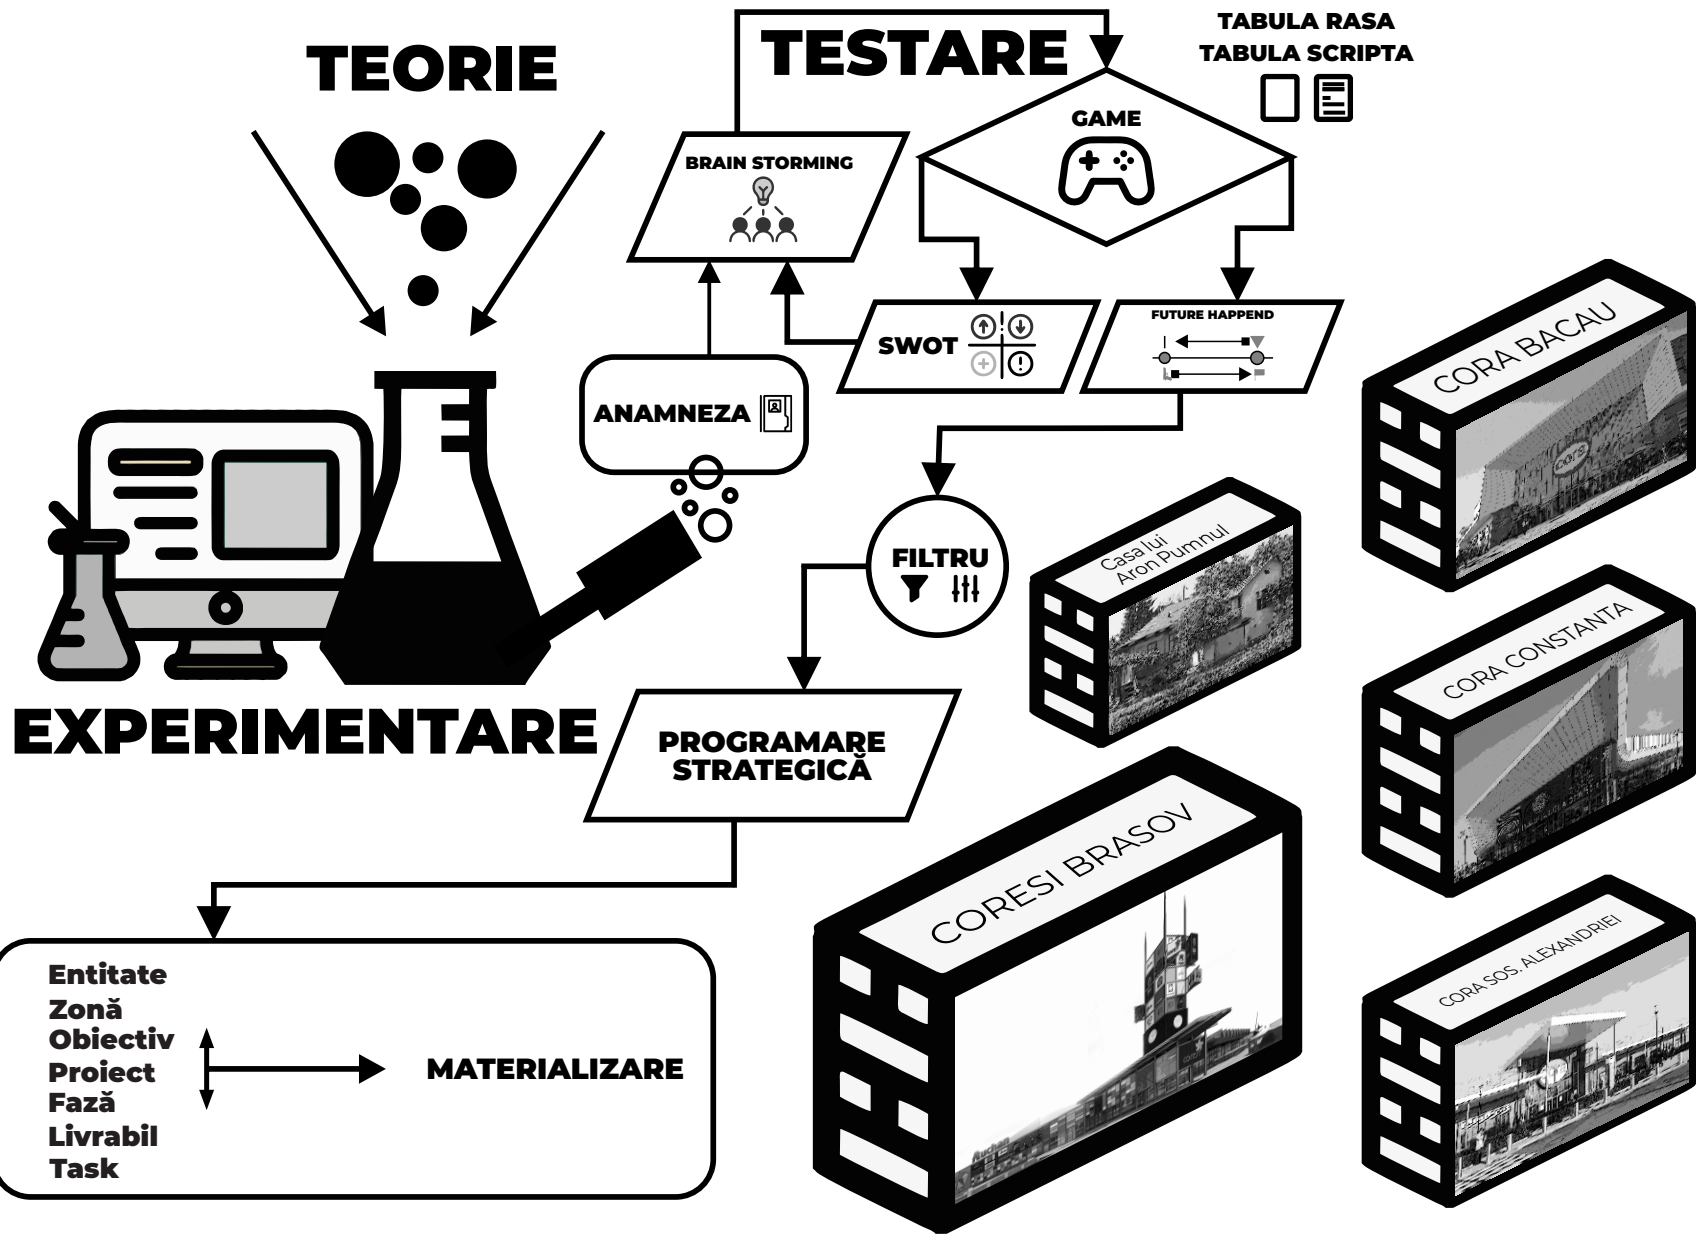 TEORIE
TESTARE
TABULA RASA
TABULA SCRIPTA
GAME
BRAIN STORMING
SWOT
FUTURE HAPPEND
ANAMNEZA
FILTRU
EXPERIMENTARE
PROGRAMARE
STRATEGICĂ
Entitate
Zonă
Obiectiv
Proiect
Fază
Livrabil
Task
MATERIALIZARE
Casa lui
Aron Pumnul
CORESI BRASOV
CORA BACAU
cora
CORA CONSTANTA
CORA SOS. ALEXANDRIEI